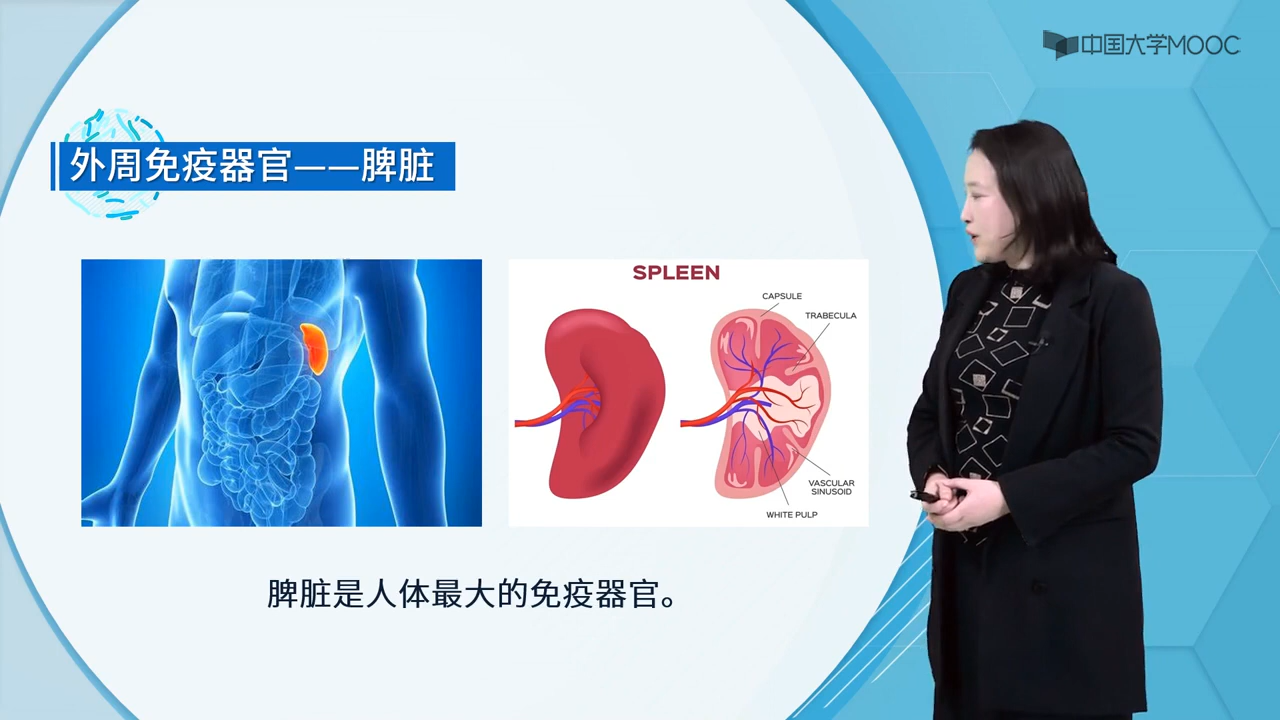 中国大学MOOC
外周免疫器官——脾脏
SPLEEN
CAPSULE
TRABECULA
VASCULAR
SINUSOID
WHITE PULP
脾脏是人体最大的免疫器官。